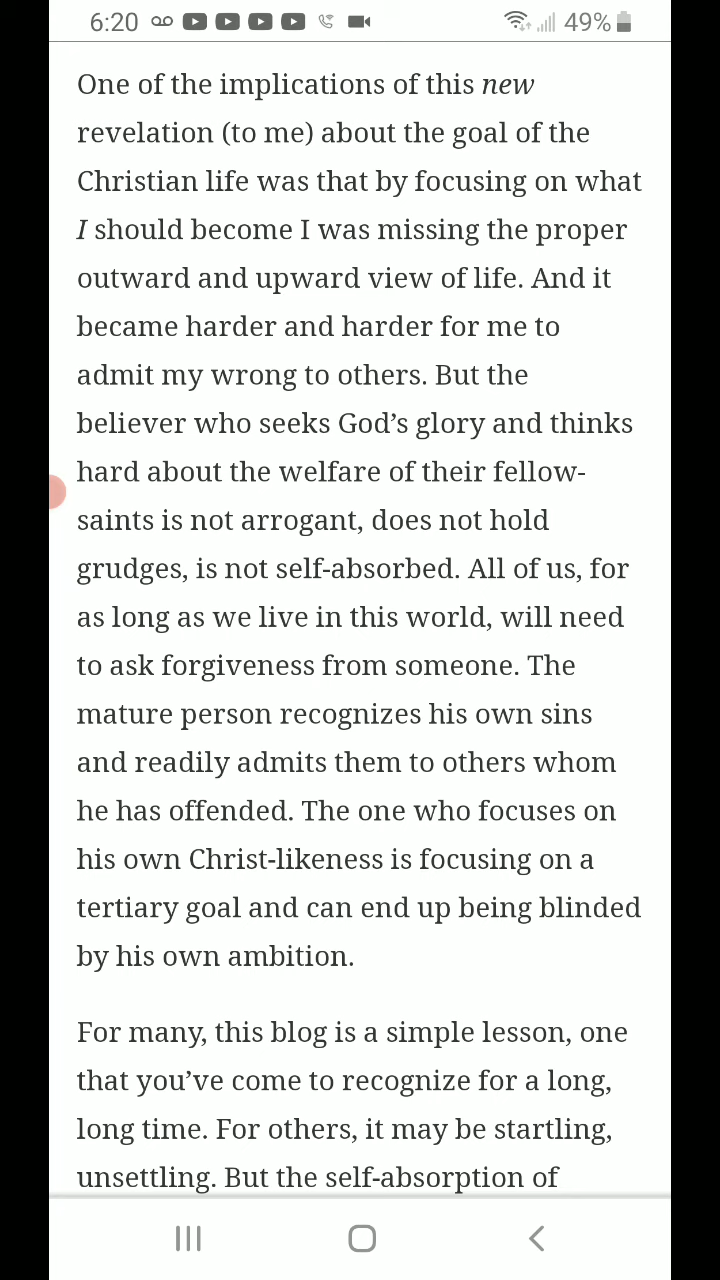 6:20
49%
One of the implications of this new
revelation (to me) about the goal of the
Christian life was that by focusing on what
I should become I was missing the proper
outward and upward view of life. And it
became harder and harder for me to
admit my wrong to others. But the
believer who seeks God’s glory and thinks
hard about the welfare of their fellow-
saints is not arrogant, does not hold
grudges, is not self-absorbed. All of us, for
as long as we live in this world, will need
to ask forgiveness from someone. The
mature person recognizes his own sins
and readily admits them to others whom
he has offended. The one who focuses on
his own Christ-likeness is focusing on a
tertiary goal and can end up being blinded
by his own ambition.
For many, this blog is a simple lesson, one
that you’ve come to recognize for a long,
long time. For others, it may be startling,
unsettling. But the self-absorption of